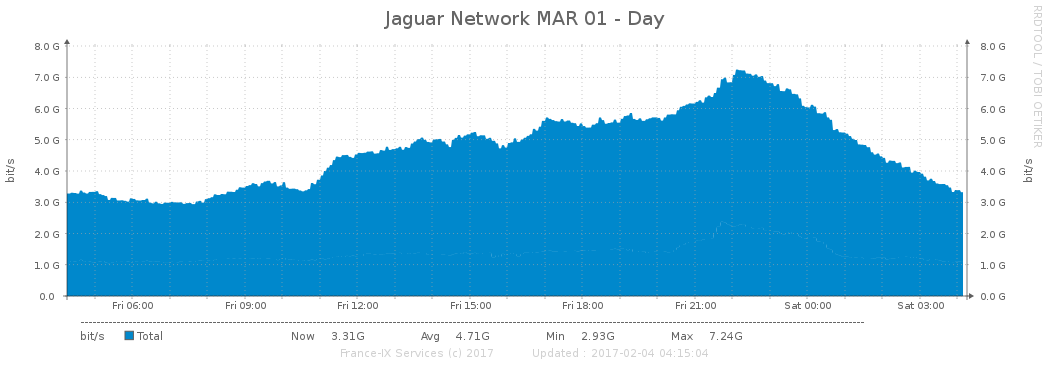 Jaguar Network MAR 01 - Day
RRDTOOL / TOBI OETIKER
bit/s
8.0 G 8.0 G
7.0 G 7.0 G
6.0 G 6.0 G
5.0 G 5.0 G
4.0 G 4.0 G
3.0 G 3.0 G
2.0 G 2.0 G
1.0 G 1.0 G
0.0 0.0 G
bit/s
Fri 06:00 Fri 09:00 Fri 12:00 Fri 15:00 Fri 18:00 Fri 21:00 Sat 00:00 Sat 03:00
bit/s Total Now 3.31G Avg 4.71G Min 2.93G Max 7.24G
France-IX Services (c) 2017 Updated : 2017-02-04 04:15:04